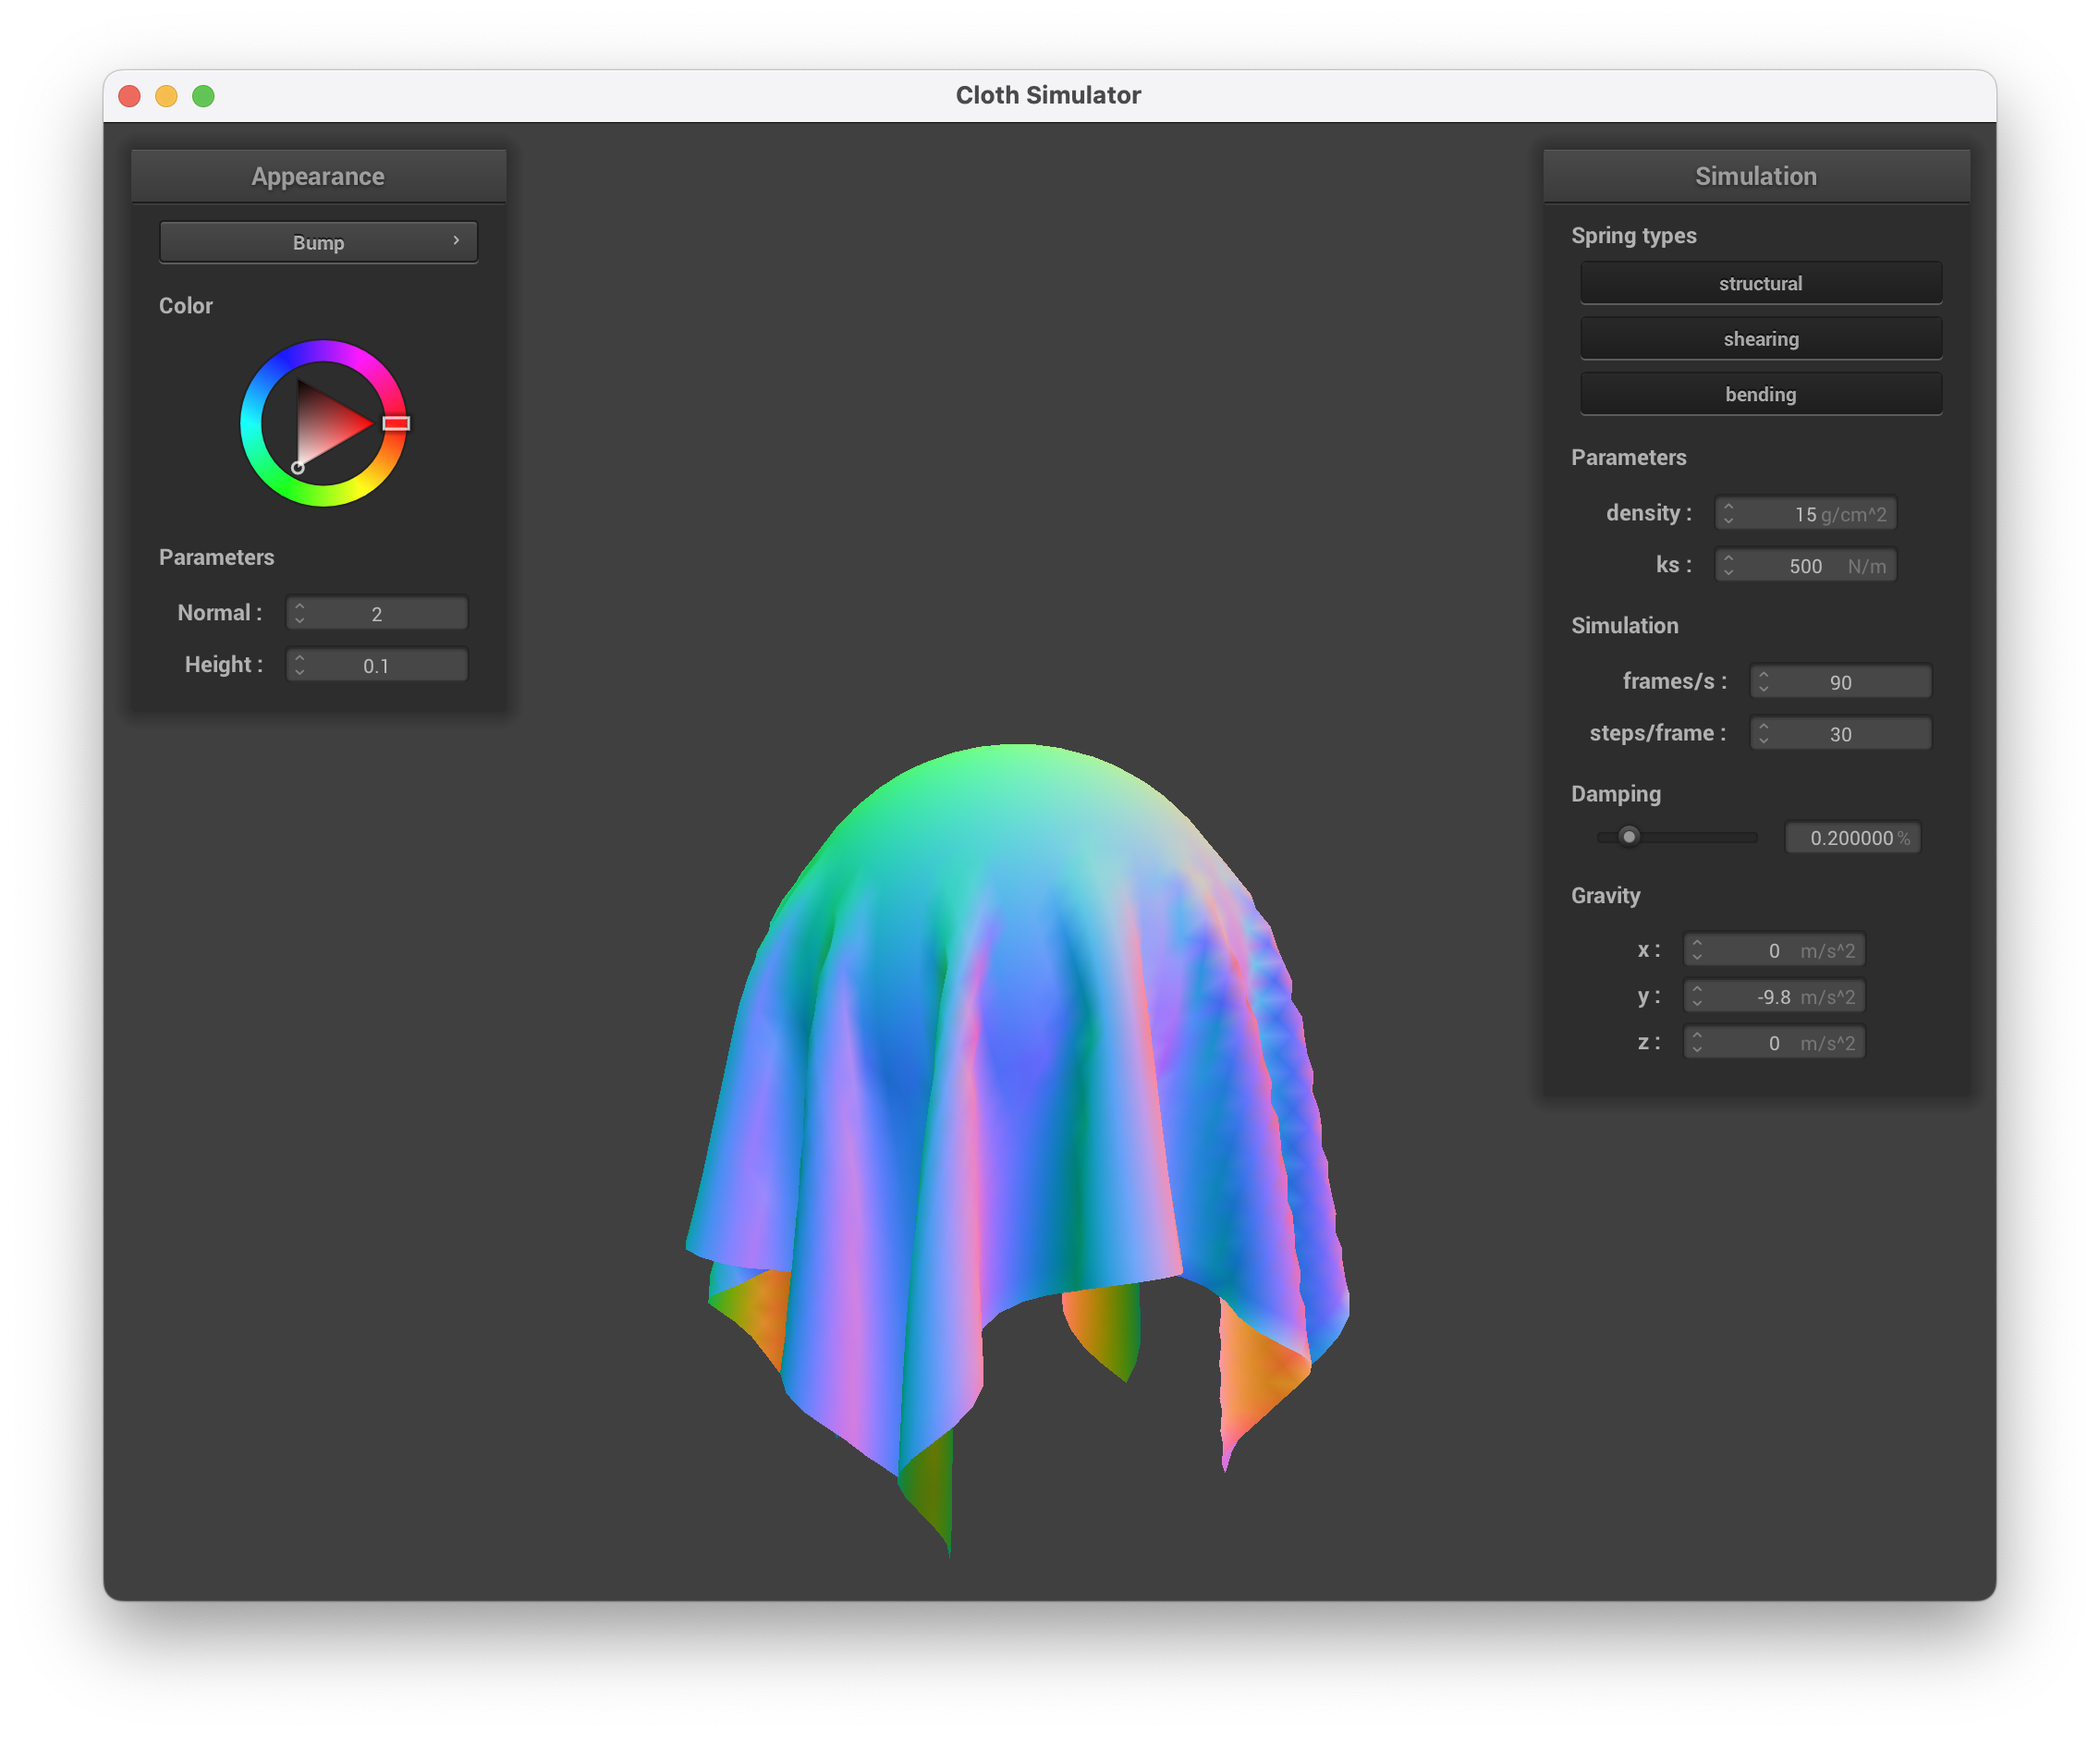 Cloth Simulator
Appearance
Bump
Color
Parameters
Normal : 2
Height : 0.1
Simulation
Spring types
structural
shearing
bending
Parameters
density : 15 g/cm^2
ks : 500 N/m
Simulation
frames/s : 90
steps/frame : 30
Damping
0.200000 %
Gravity
x : 0 m/s^2
y : -9.8 m/s^2
z : 0 m/s^2